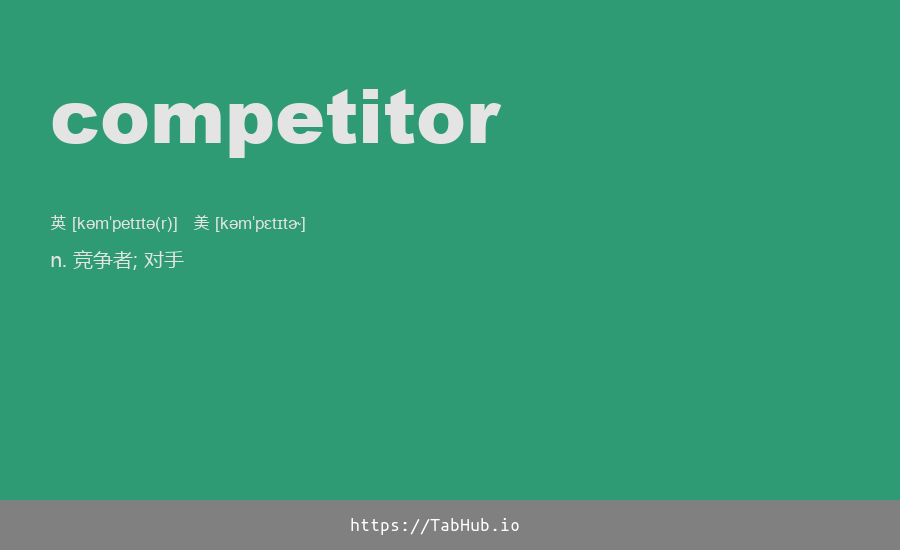 competitor
英 [kəm'petɪtə(r)] 美 [kəm'pɛtɪtɚ]
n. 竞争者; 对手
https://TabHub.io